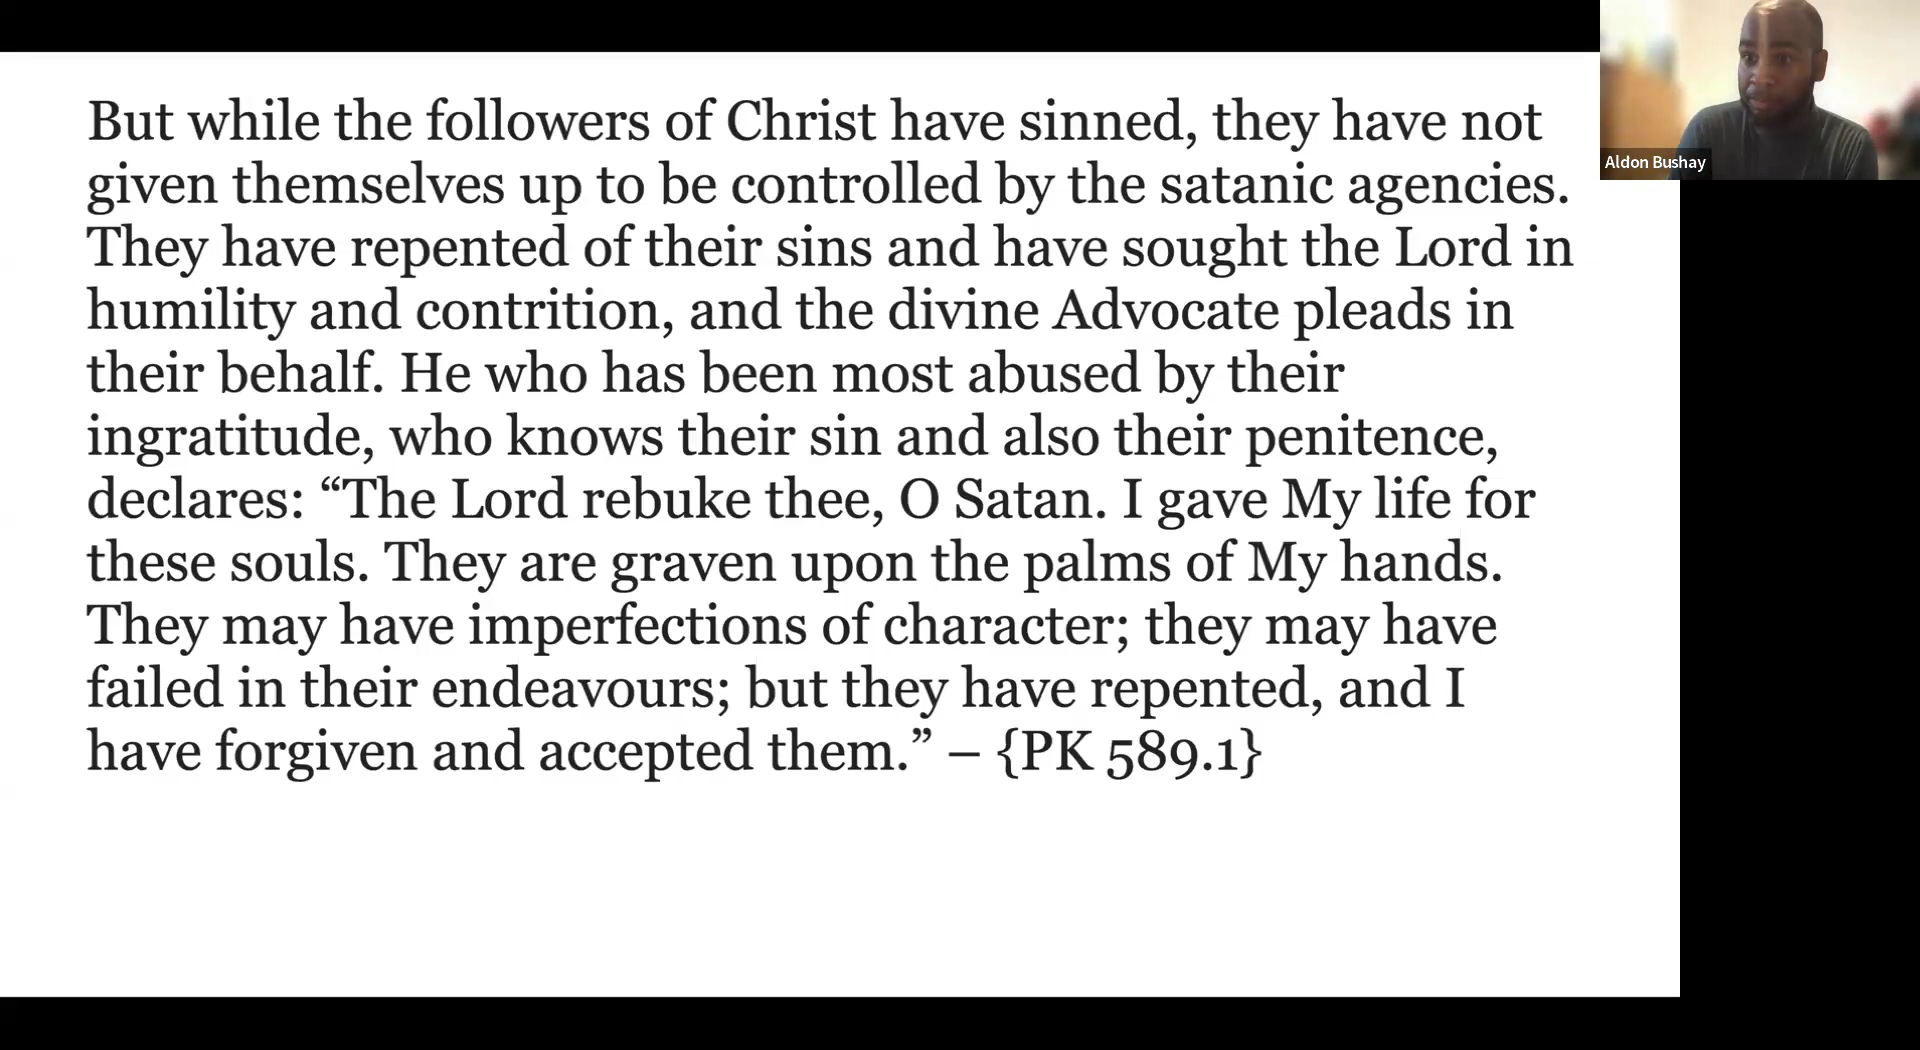 But while the followers of Christ have sinned, they have not
given themselves up to be controlled by the satanic agencies.
They have repented of their sins and have sought the Lord in
humility and contrition, and the divine Advocate pleads in
their behalf. He who has been most abused by their
ingratitude, who knows their sin and also their penitence,
declares: “The Lord rebuke thee, O Satan. I gave My life for
these souls. They are graven upon the palms of My hands.
They may have imperfections of character; they may have
failed in their endeavours; but they have repented, and I
have forgiven and accepted them.” – {PK 589.1}
Aldon Bushay